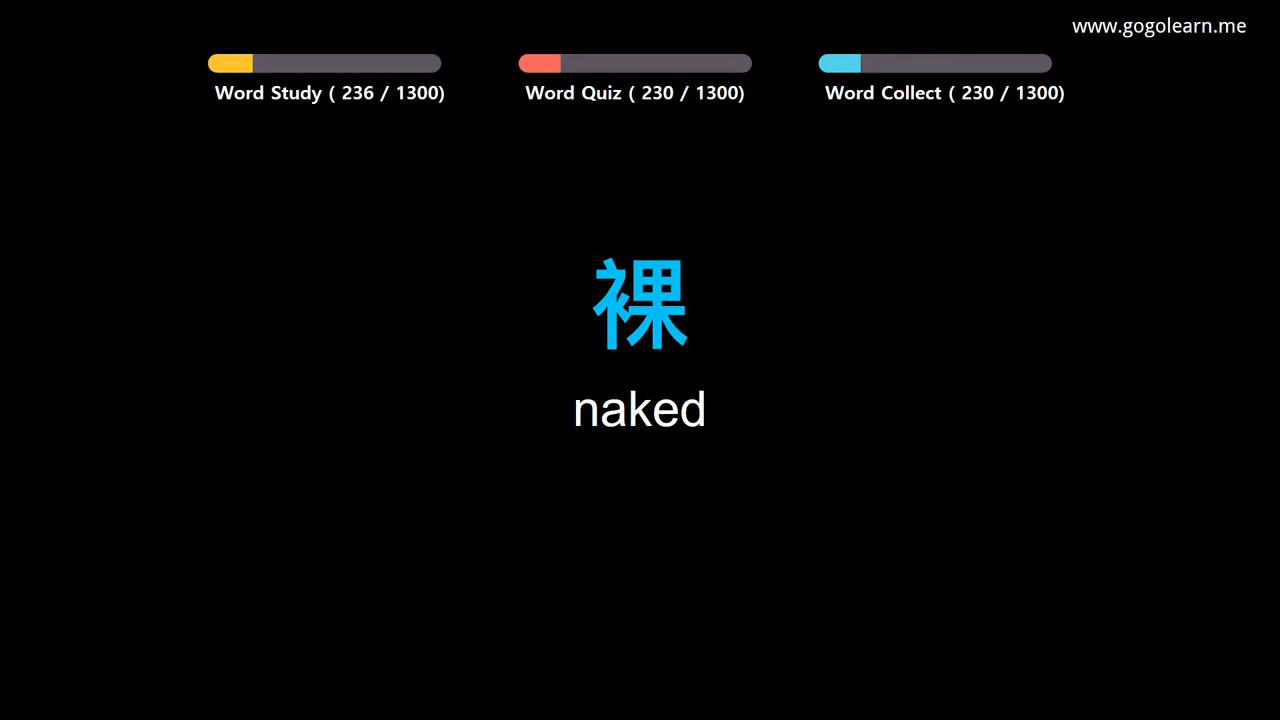 www.gogolearn.me
Word Study ( 236 / 1300)
Word Quiz ( 230 / 1300)
Word Collect ( 230 / 1300)
裸
naked